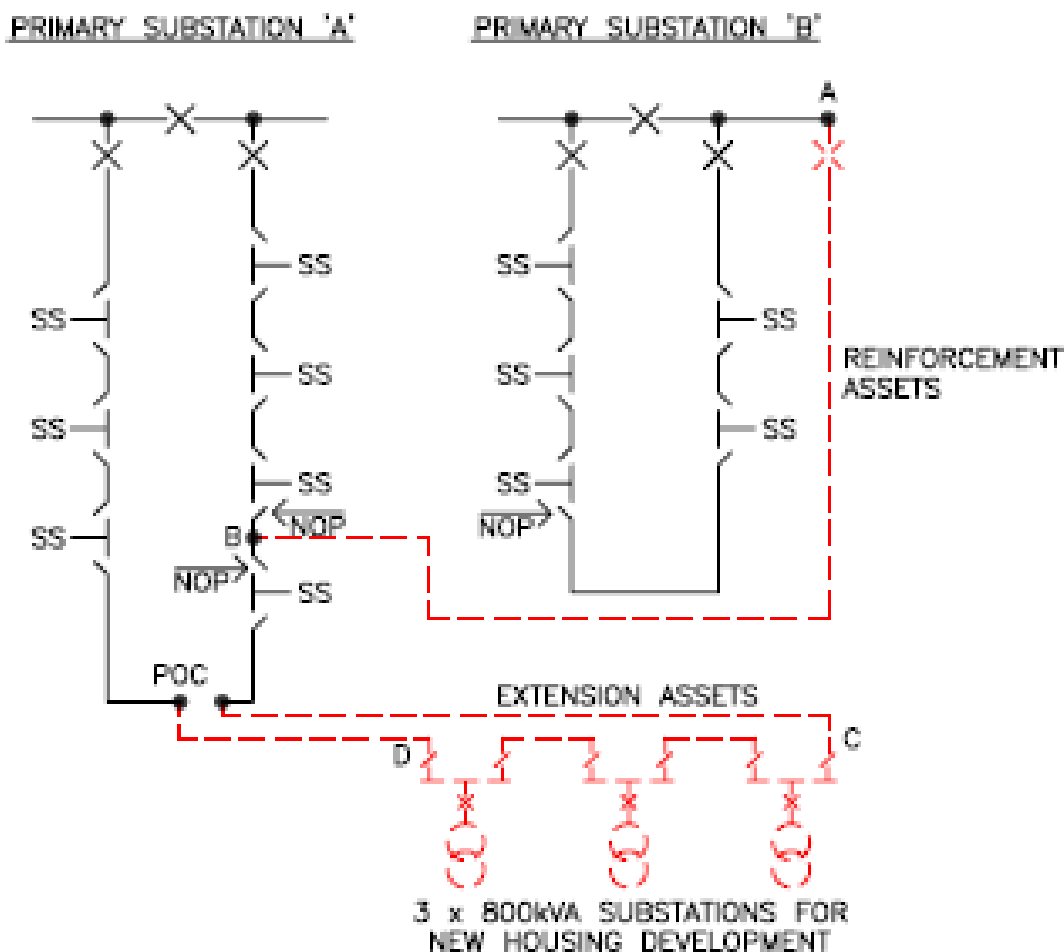 PRIMARY SUBSTATION 'A'
PRIMARY SUBSTATION 'B'
A
SS
SS
SS
SS
SS
SS
SS
SS
REINFORCEMENT
ASSETS
SS
SS
SS
SS
NOP
NOP
SS
B
NOP
SS
POC
EXTENSION ASSETS
D
C
3 x 800kVA SUBSTATIONS FOR
NEW HOUSING DEVELOPMENT